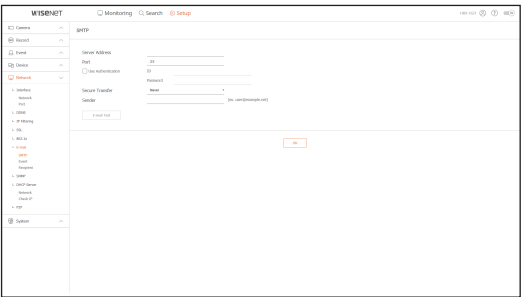 WISENET
Monitoring Search Setup
Camera
Record
Event
Device
Network
Interface
Network
Port
DDNS
IP Filtering
SSL
802.1x
E-mail
SMTP
Event
Recipient
SNMP
DHCP Server
Network
Check IP
FTP
System
SMTP
Server Address
Port 25
Use Authentication ID
Password
Secure Transfer Never
Sender (ex. user@example.net)
E-mail Test
OK